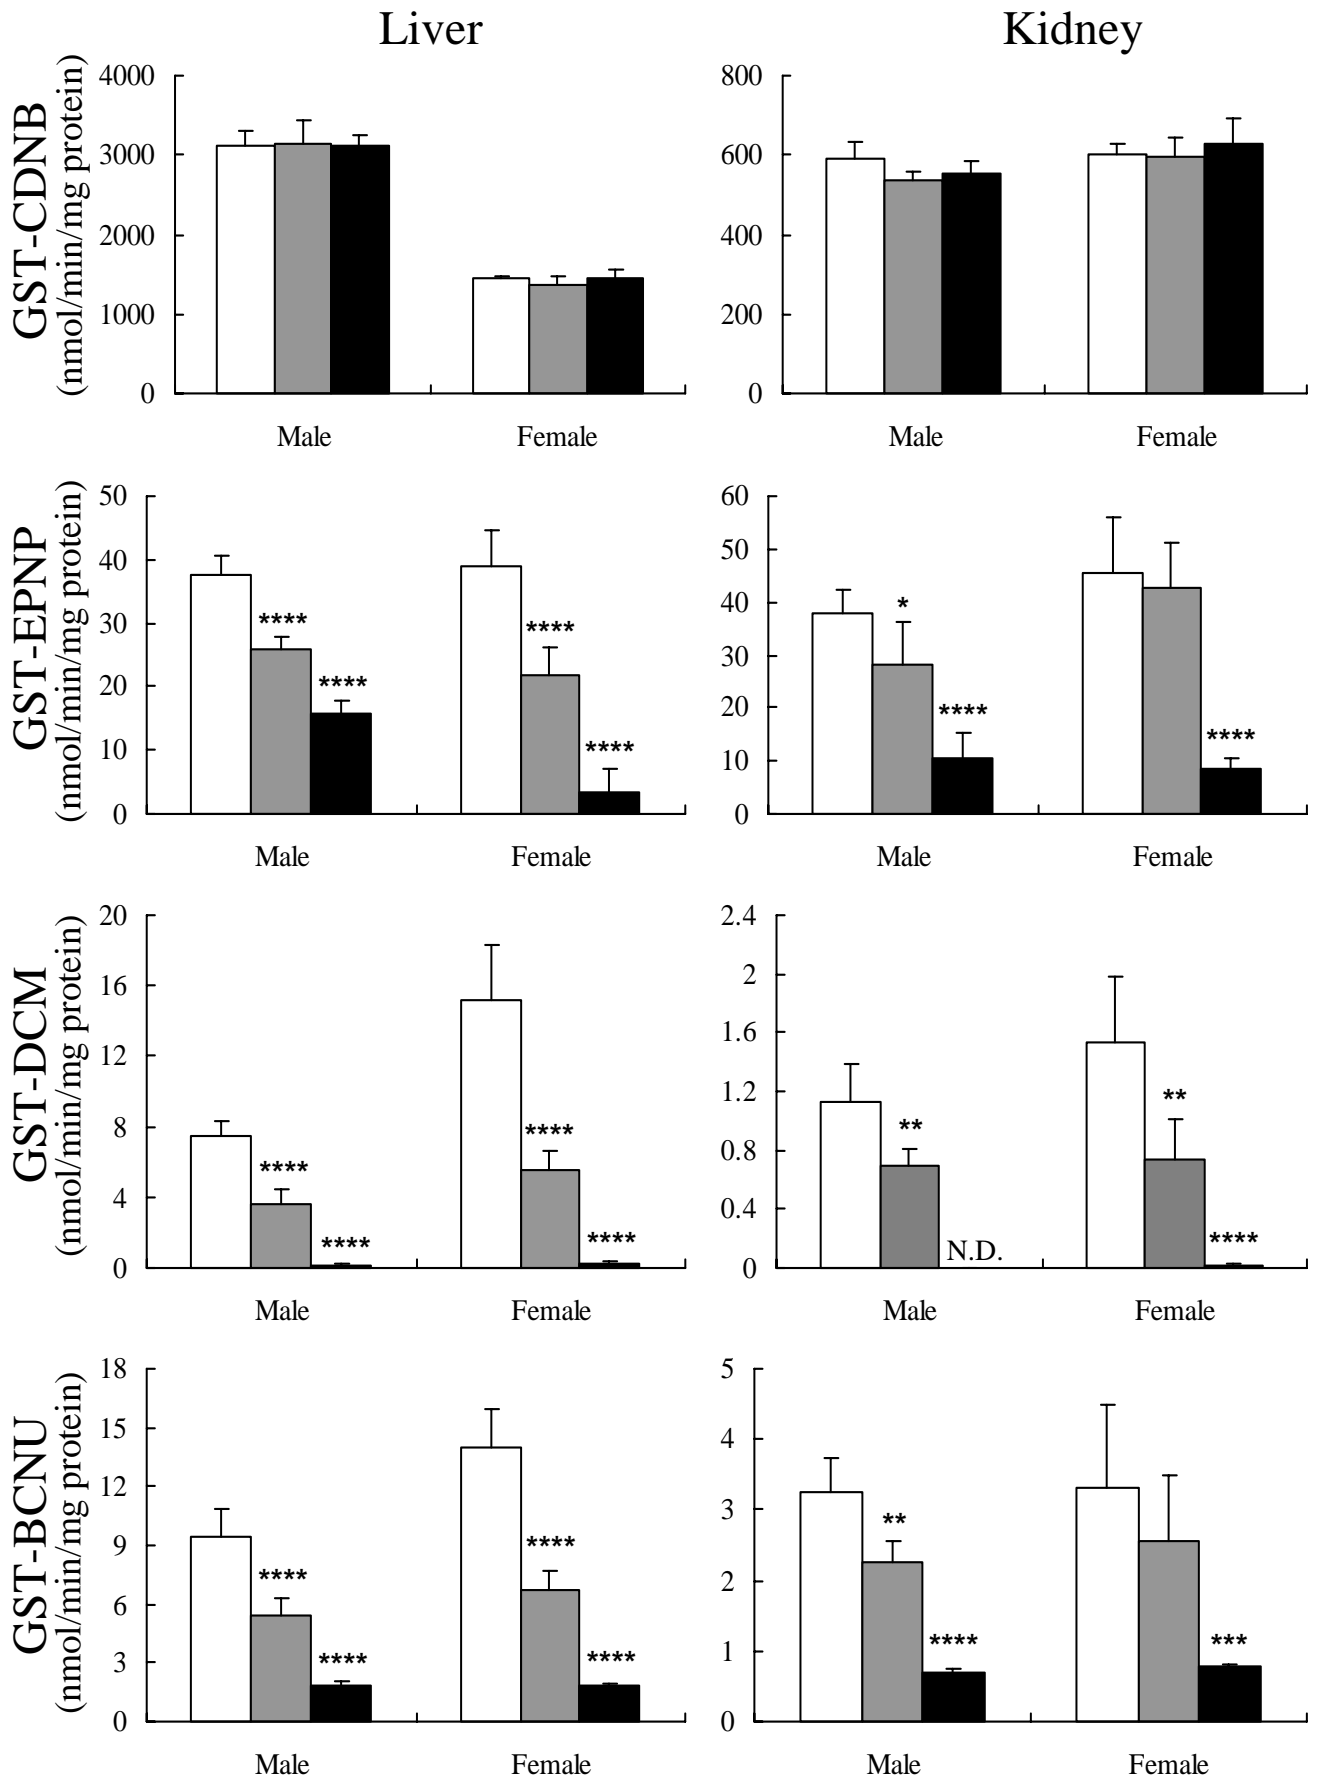 Liver
Kidney
GST-CDNB
(nmol/min/mg protein)
4000
3000
2000
1000
0
Male
Female
800
600
400
200
0
Male
Female
GST-EPNP
(nmol/min/mg protein)
50
40
30
20
10
0
****
****
****
****
Male
Female
60
50
40
30
20
10
0
*
****
****
Male
Female
GST-DCM
(nmol/min/mg protein)
20
16
12
8
4
0
****
****
****
****
Male
Female
2.4
2
1.6
1.2
0.8
0.4
0
**
N.D.
**
****
Male
Female
GST-BCNU
(nmol/min/mg protein)
18
15
12
9
6
3
0
****
****
****
****
Male
Female
5
4
3
2
1
0
**
****
***
Male
Female